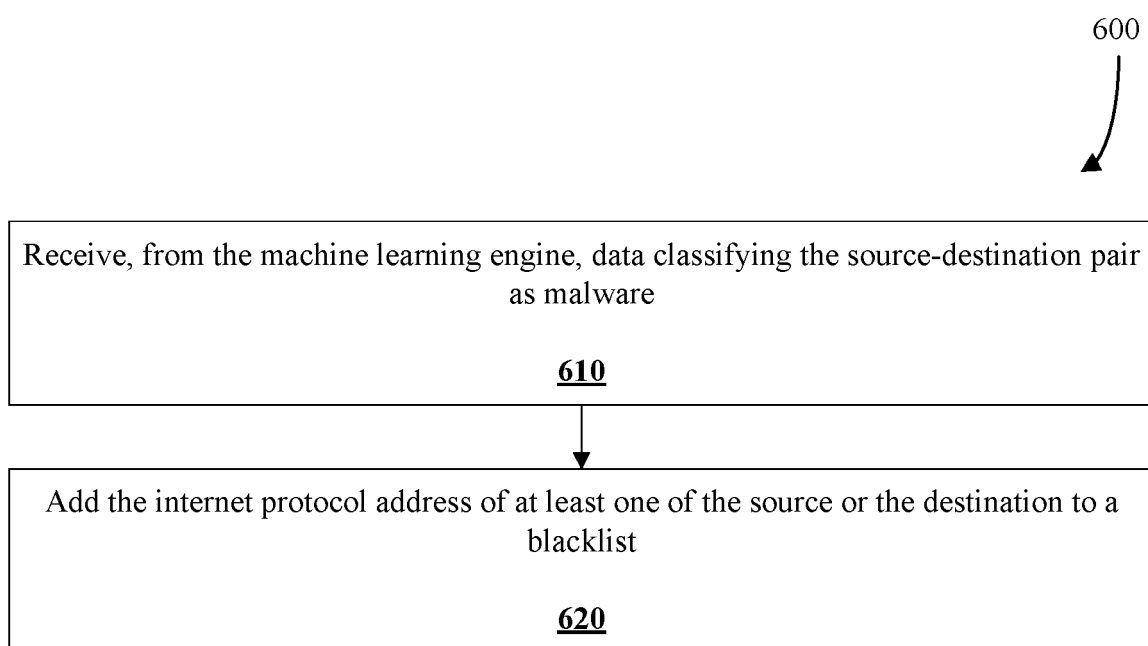 600
Receive, from the machine learning engine, data classifying the source-destination pair
as malware
610
Add the internet protocol address of at least one of the source or the destination to a
blacklist
620